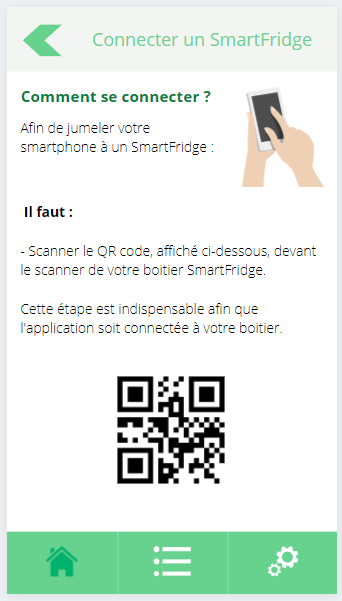 Connecter un SmartFridge
Comment se connecter ?
Afin de jumeler votre
smartphone à un SmartFridge :
Il faut :
- Scanner le QR code, affiché ci-dessous, devant
le scanner de votre boitier SmartFridge.
Cette étape est indispensable afin que
l'application soit connectée à votre boitier.